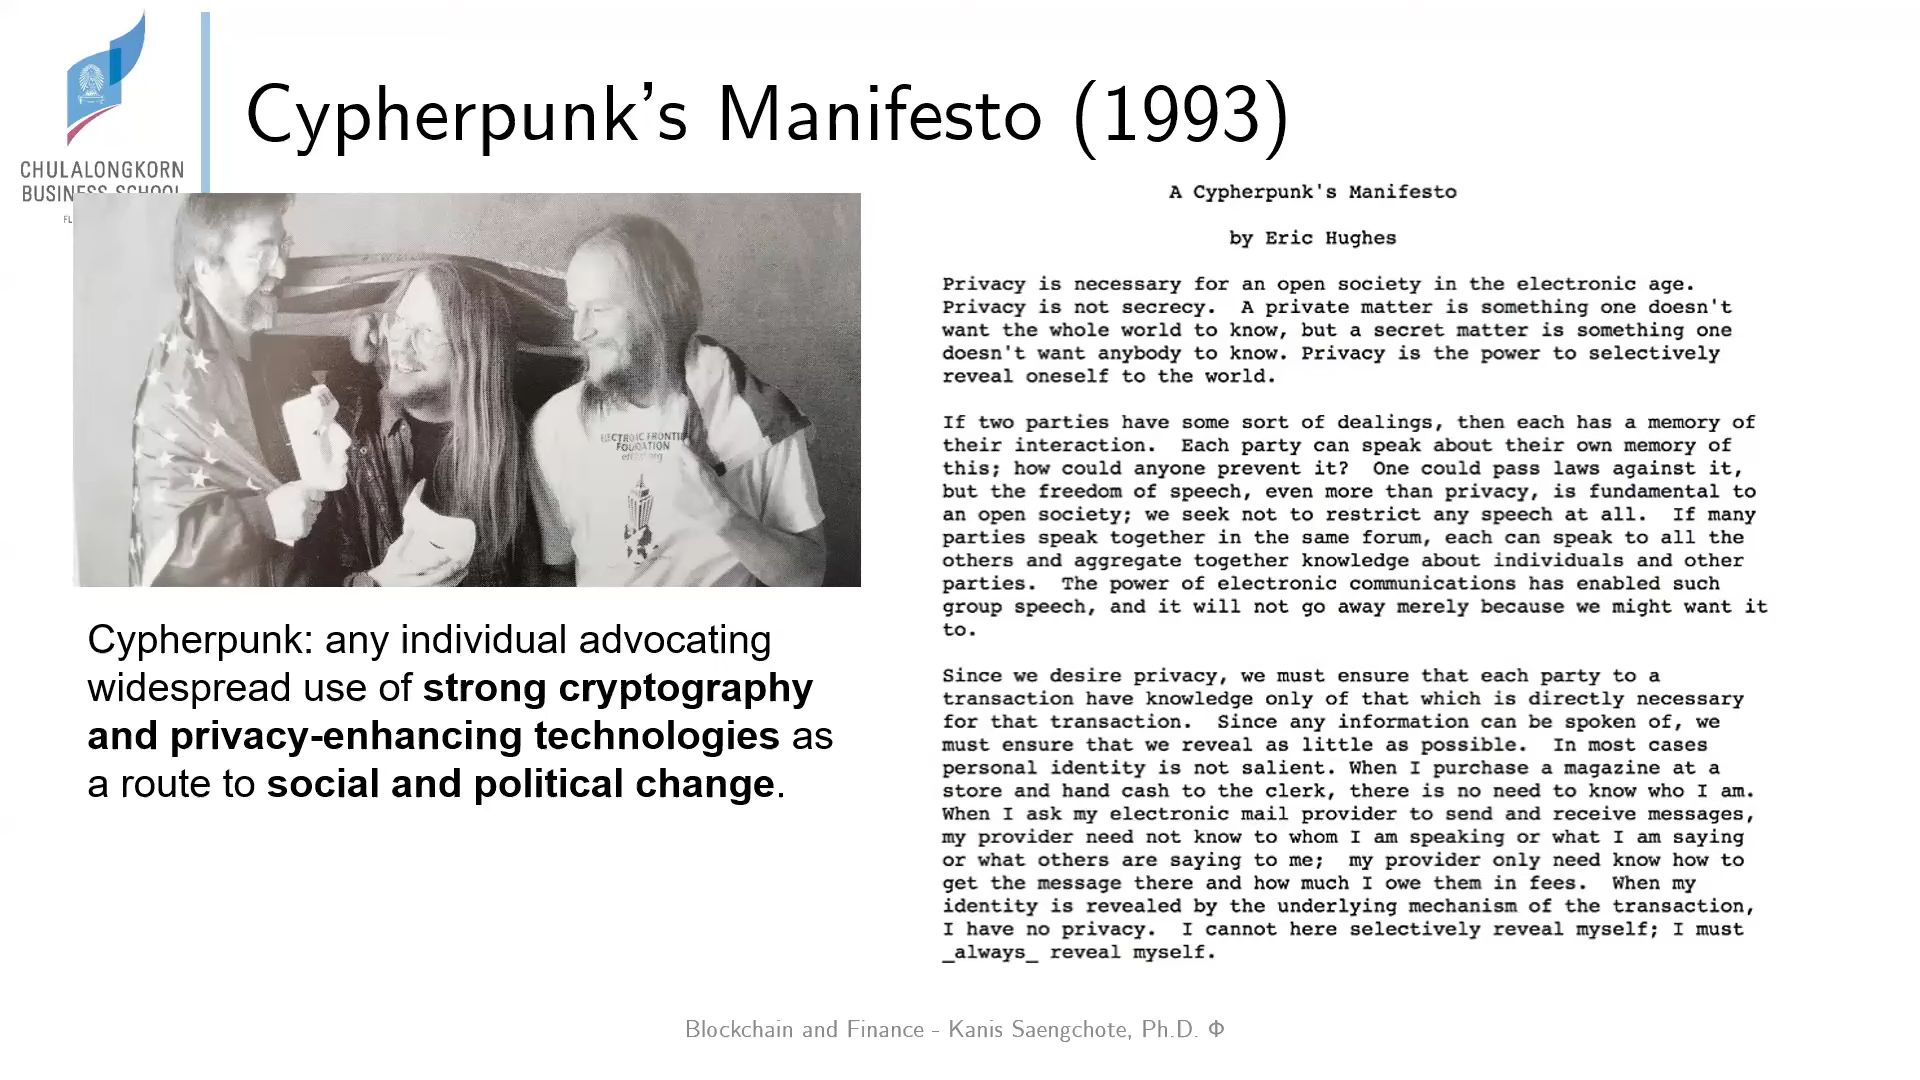 CHULALONGKORN
BUSINESS SCHOOL
FL
Cypherpunk's Manifesto (1993)
ELECTRONIC FRONTIER
FOUNDATION
eff.org
Cypherpunk: any individual advocating
widespread use of strong cryptography
and privacy-enhancing technologies as
a route to social and political change.
A Cypherpunk's Manifesto
by Eric Hughes
Privacy is necessary for an open society in the electronic age.
Privacy is not secrecy.  A private matter is something one doesn't
want the whole world to know, but a secret matter is something one
doesn't want anybody to know. Privacy is the power to selectively
reveal oneself to the world.
If two parties have some sort of dealings, then each has a memory of
their interaction.  Each party can speak about their own memory of
this; how could anyone prevent it?  One could pass laws against it,
but the freedom of speech, even more than privacy, is fundamental to
an open society; we seek not to restrict any speech at all.  If many
parties speak together in the same forum, each can speak to all the
others and aggregate together knowledge about individuals and other
parties.  The power of electronic communications has enabled such
group speech, and it will not go away merely because we might want it
to.
Since we desire privacy, we must ensure that each party to a
transaction have knowledge only of that which is directly necessary
for that transaction.  Since any information can be spoken of, we
must ensure that we reveal as little as possible.  In most cases
personal identity is not salient. When I purchase a magazine at a
store and hand cash to the clerk, there is no need to know who I am.
When I ask my electronic mail provider to send and receive messages,
my provider need not know to whom I am speaking or what I am saying
or what others are saying to me;  my provider only need know how to
get the message there and how much I owe them in fees.  When my
identity is revealed by the underlying mechanism of the transaction,
I have no privacy.  I cannot here selectively reveal myself; I must
_always_ reveal myself.
Blockchain and Finance - Kanis Saengchote, Ph.D. Φ